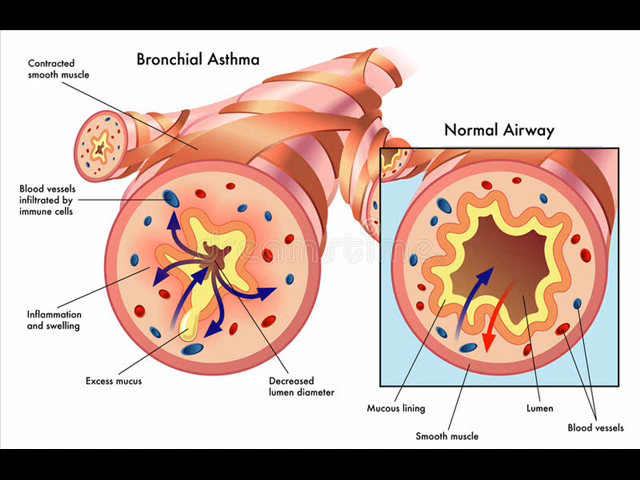 Bronchial Asthma
Contracted
smooth muscle
Blood vessels
infiltrated by
immune cells
Inflammation
and swelling
Excess mucus
Decreased
lumen diameter
Normal Airway
Mucous lining
Smooth muscle
Lumen
Blood vessels
dreamstime